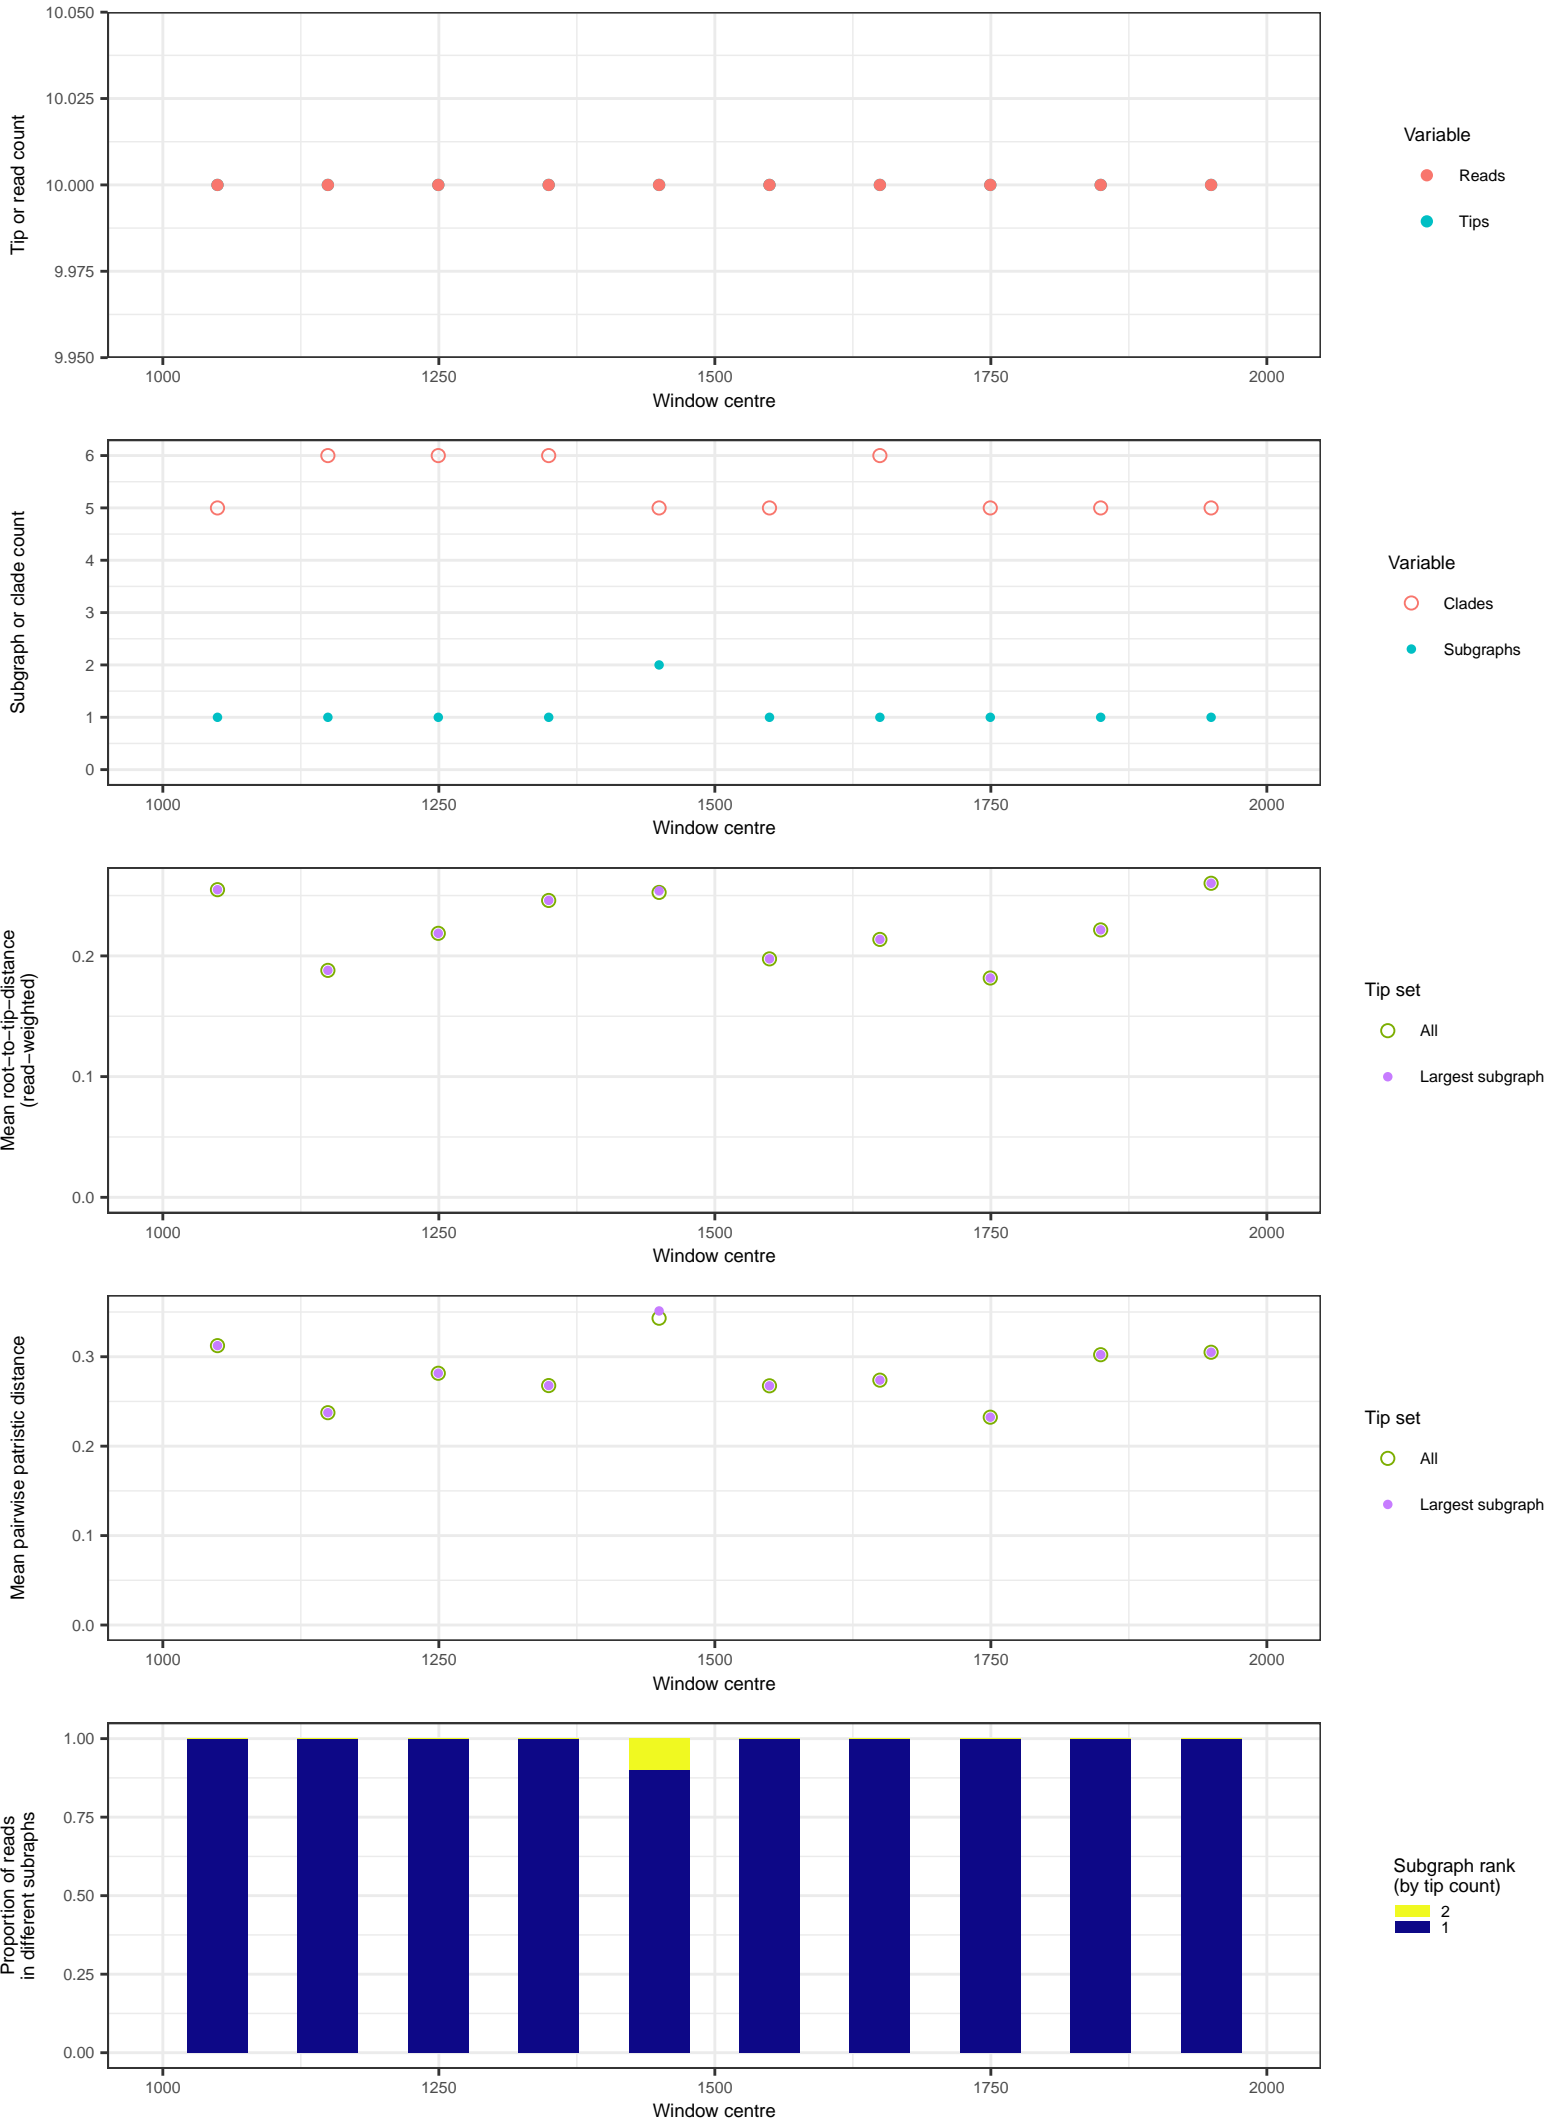 10.050
10.025
10.000
9.975
9.950
Tip or read count
1000 1250 1500 1750 2000
Window centre
Variable
Reads
Tips
6
5
4
3
2
1
0
Subgraph or clade count
1000 1250 1500 1750 2000
Window centre
Variable
Clades
Subgraphs
0.2
0.1
0.0
Mean root−to−tip−distance
(read−weighted)
1000 1250 1500 1750 2000
Window centre
Tip set
All
Largest subgraph
0.3
0.2
0.1
0.0
Mean pairwise patristic distance
1000 1250 1500 1750 2000
Window centre
Tip set
All
Largest subgraph
1.00
0.75
0.50
0.25
0.00
Proportion of reads
in different subraphs
1000 1250 1500 1750 2000
Window centre
Subgraph rank
(by tip count)
2
1